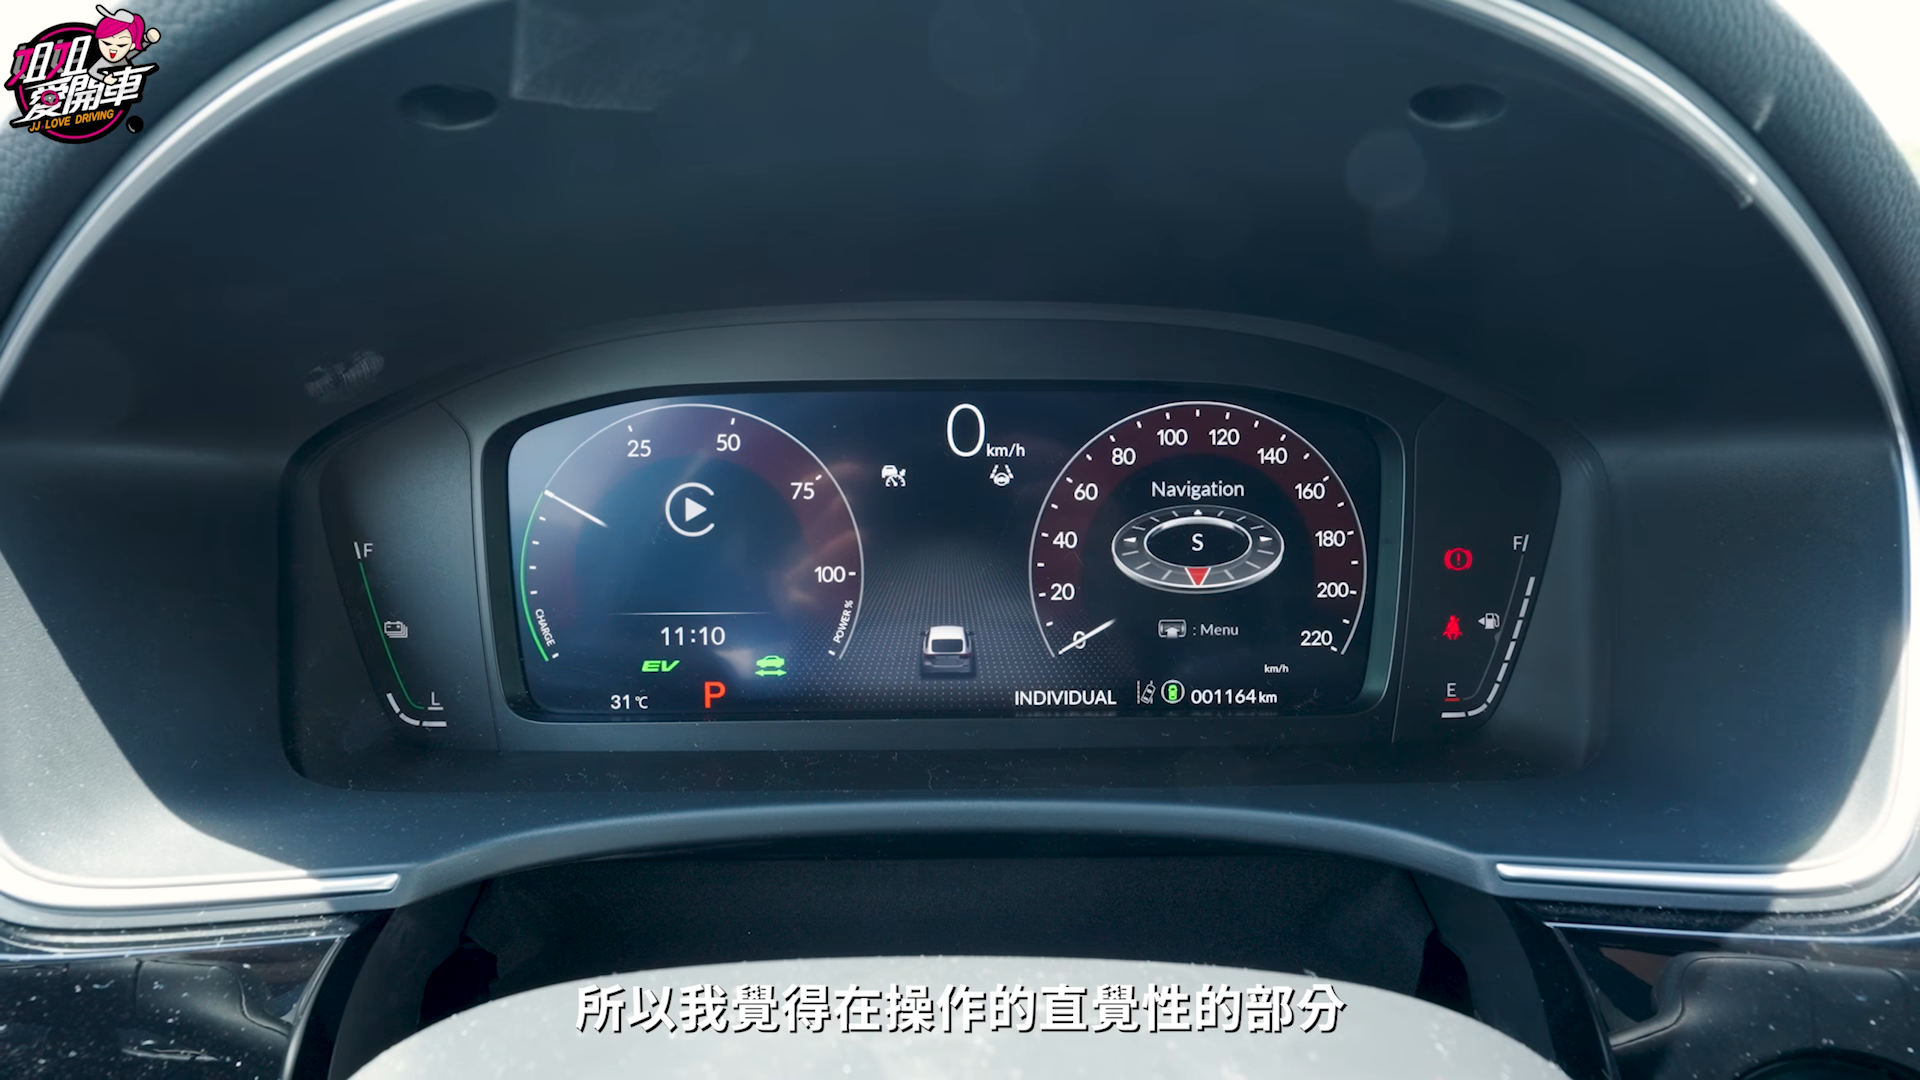 姐姐
愛開車
JJ LOVE DRIVING
25
50
75
100
CHARGE
POWER %
11:10
EV
31℃
P
0 km/h
Navigation
S
: Menu
0
20
40
60
80
100
120
140
160
180
200
220
km/h
INDIVIDUAL
001164 km
F
L
F
E
所以我覺得在操作的直覺性的部分